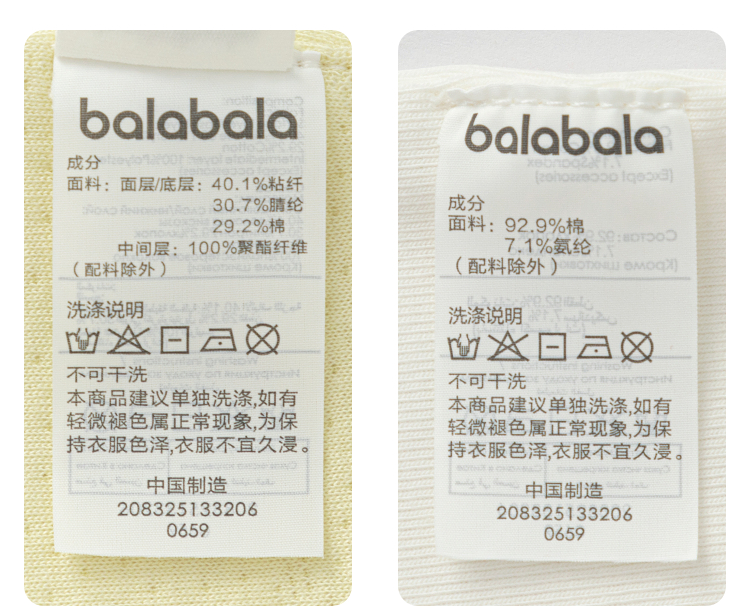 balabala
成分
面料：面层/底层：40.1%粘纤
30.7%腈纶
29.2%棉
中间层：100%聚酯纤维
（配料除外）
洗涤说明
不可干洗
本商品建议单独洗涤,如有
轻微褪色属正常现象,为保
持衣服色泽,衣服不宜久浸。
中国制造
208325133206
0659
balabala
成分
面料：92.9%棉
7.1%氨纶
（配料除外）
洗涤说明
不可干洗
本商品建议单独洗涤,如有
轻微褪色属正常现象,为保
持衣服色泽,衣服不宜久浸。
中国制造
208325133206
0659